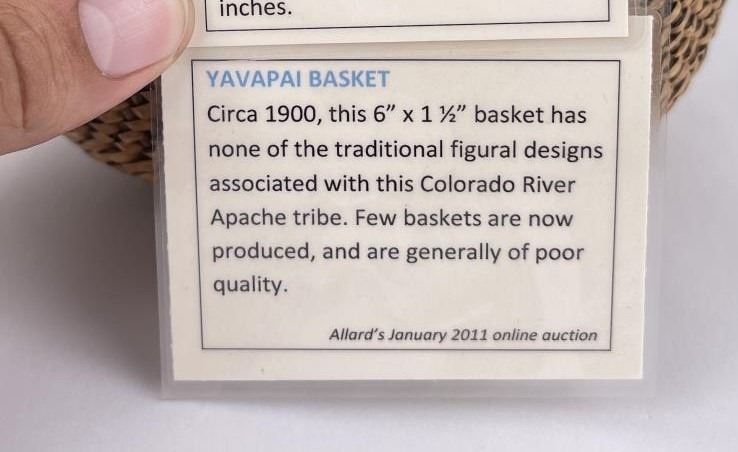 inches.
YAVAPAI BASKET
Circa 1900, this 6” x 1 ½” basket has
none of the traditional figural designs
associated with this Colorado River
Apache tribe. Few baskets are now
produced, and are generally of poor
quality.
Allard’s January 2011 online auction